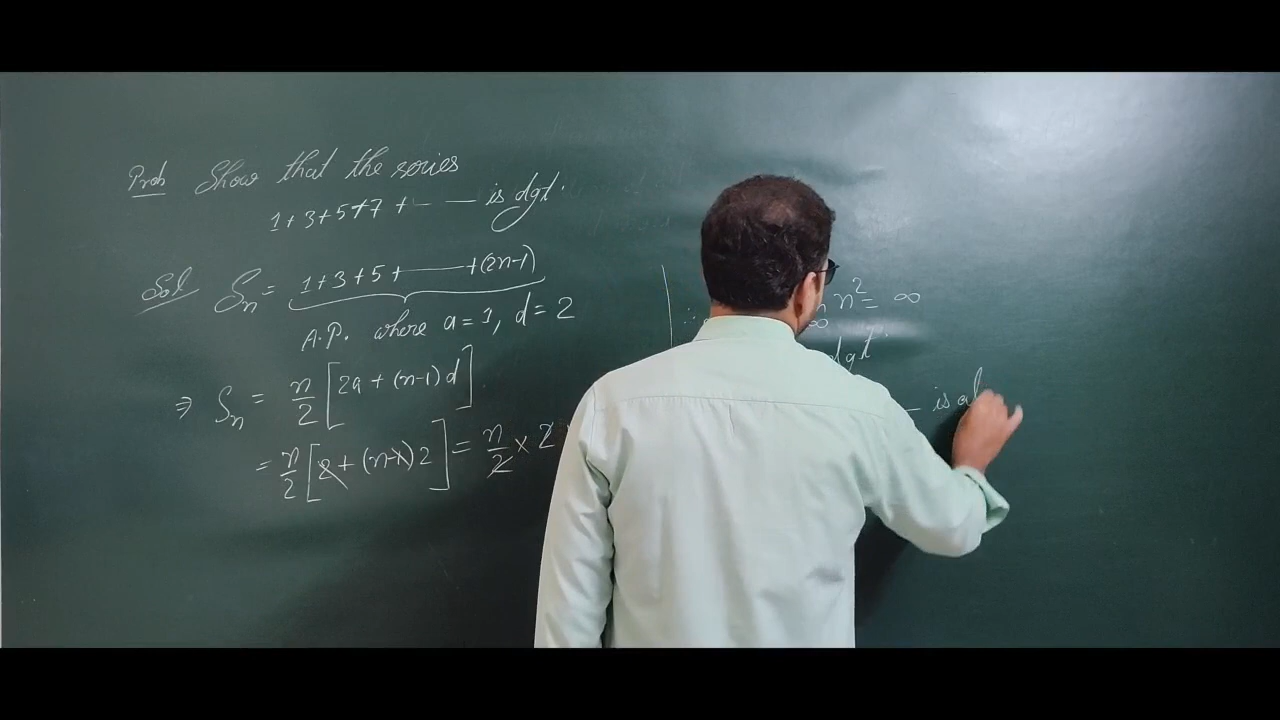 Prob Show that the series
1+3+5+7+ - — is dgt.
Sol Sn = 1+3+5+———+(2n-1)
A.P. where a=1, d=2
⇒ Sn = n/2 [2a+(n-1)d]
= n/2 [2+(n-1)2] = n/2 × 2
∴ n² = ∞
∞
dgt.
— is al